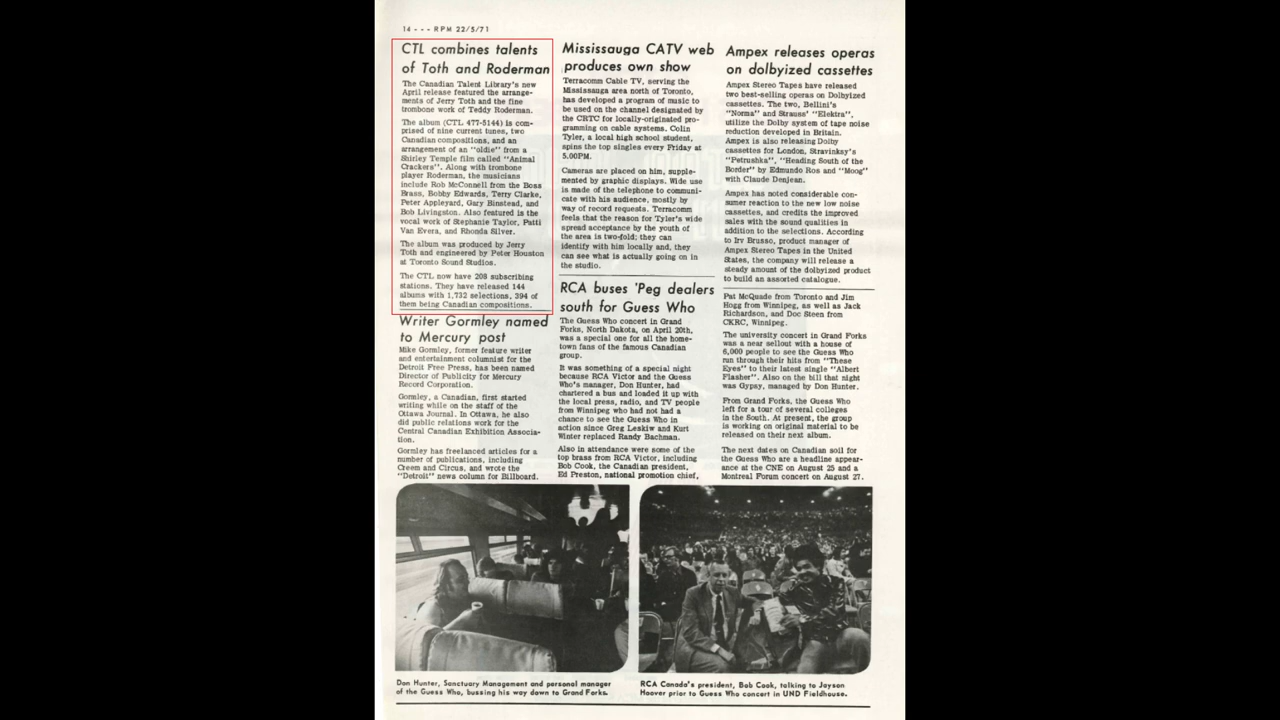 14 - - - RPM 22/5/71
CTL combines talents
of Toth and Roderman
The Canadian Talent Library's new
April release featured the arrange-
ments of Jerry Toth and the fine
trombone work of Teddy Roderman.
The album (CTL 477-5144) is com-
prised of nine current tunes, two
Canadian compositions, and an
arrangement of an "oldie" from a
Shirley Temple film called "Animal
Crackers". Along with trombone
player Roderman, the musicians
include Rob McConnell from the Boss
Brass, Bobby Edwards, Terry Clarke,
Peter Appleyard, Gary Binstead, and
Bob Livingston. Also featured is the
vocal work of Stephanie Taylor, Patti
Van Evera, and Rhonda Silver.
The album was produced by Jerry
Toth and engineered by Peter Houston
at Toronto Sound Studios.
The CTL now have 208 subscribing
stations. They have released 144
albums with 1,732 selections, 394 of
them being Canadian compositions.
Writer Gormley named
to Mercury post
Mike Gormley, former feature writer
and entertainment columnist for the
Detroit Free Press, has been named
Director of Publicity for Mercury
Record Corporation.
Gormley, a Canadian, first started
writing while on the staff of the
Ottawa Journal. In Ottawa, he also
did public relations work for the
Central Canadian Exhibition Associa-
tion.
Gormley has freelanced articles for a
number of publications, including
Creem and Circus, and wrote the
"Detroit" news column for Billboard.
Mississauga CATV web
produces own show
Terracomm Cable TV, serving the
Mississauga area north of Toronto,
has developed a program of music to
be used on the channel designated by
the CRTC for locally-originated pro-
gramming on cable systems. Colin
Tyler, a local high school student,
spins the top singles every Friday at
5.00PM.
Cameras are placed on him, supple-
mented by graphic displays. Wide use
is made of the telephone to communi-
cate with his audience, mostly by
way of record requests. Terracomm
feels that the reason for Tyler's wide
spread acceptance by the youth of
the area is two-fold; they can
identify with him locally and, they
can see what is actually going on in
the studio.
RCA buses 'Peg dealers
south for Guess Who
The Guess Who concert in Grand
Forks, North Dakota, on April 20th,
was a special one for all the home-
town fans of the famous Canadian
group.
It was something of a special night
because RCA Victor and the Guess
Who's manager, Don Hunter, had
chartered a bus and loaded it up with
the local press, radio, and TV people
from Winnipeg who had not had a
chance to see the Guess Who in
action since Greg Leskiw and Kurt
Winter replaced Randy Bachman.
Also in attendance were some of the
top brass from RCA Victor, including
Bob Cook, the Canadian president,
Ed Preston, national promotion chief,
Ampex releases operas
on dolbyized cassettes
Ampex Stereo Tapes have released
two best-selling operas on Dolbyized
cassettes. The two, Bellini's
"Norma" and Strauss' "Elektra",
utilize the Dolby system of tape noise
reduction developed in Britain.
Ampex is also releasing Dolby
cassettes for London, Stravinksy's
"Petrushka", "Heading South of the
Border" by Edmundo Ros and "Moog"
with Claude Denjean.
Ampex has noted considerable con-
sumer reaction to the new low noise
cassettes, and credits the improved
sales with the sound qualities in
addition to the selections. According
to Irv Brusso, product manager of
Ampex Stereo Tapes in the United
States, the company will release a
steady amount of the dolbyized product
to build an assorted catalogue.
Pat McQuade from Toronto and Jim
Hogg from Winnipeg, as well as Jack
Richardson, and Doc Steen from
CKRC, Winnipeg.
The university concert in Grand Forks
was a near sellout with a house of
6,000 people to see the Guess Who
run through their hits from "These
Eyes" to their latest single "Albert
Flasher". Also on the bill that night
was Gypsy, managed by Don Hunter.
From Grand Forks, the Guess Who
left for a tour of several colleges
in the South. At present, the group
is working on original material to be
released on their next album.
The next dates on Canadian soil for
the Guess Who are a headline appear-
ance at the CNE on August 25 and a
Montreal Forum concert on August 27.
Don Hunter, Sanctuary Management and personal manager
of the Guess Who, bussing his way down to Grand Forks.
RCA Canada's president, Bob Cook, talking to Jayson
Hoover prior to Guess Who concert in UND Fieldhouse.